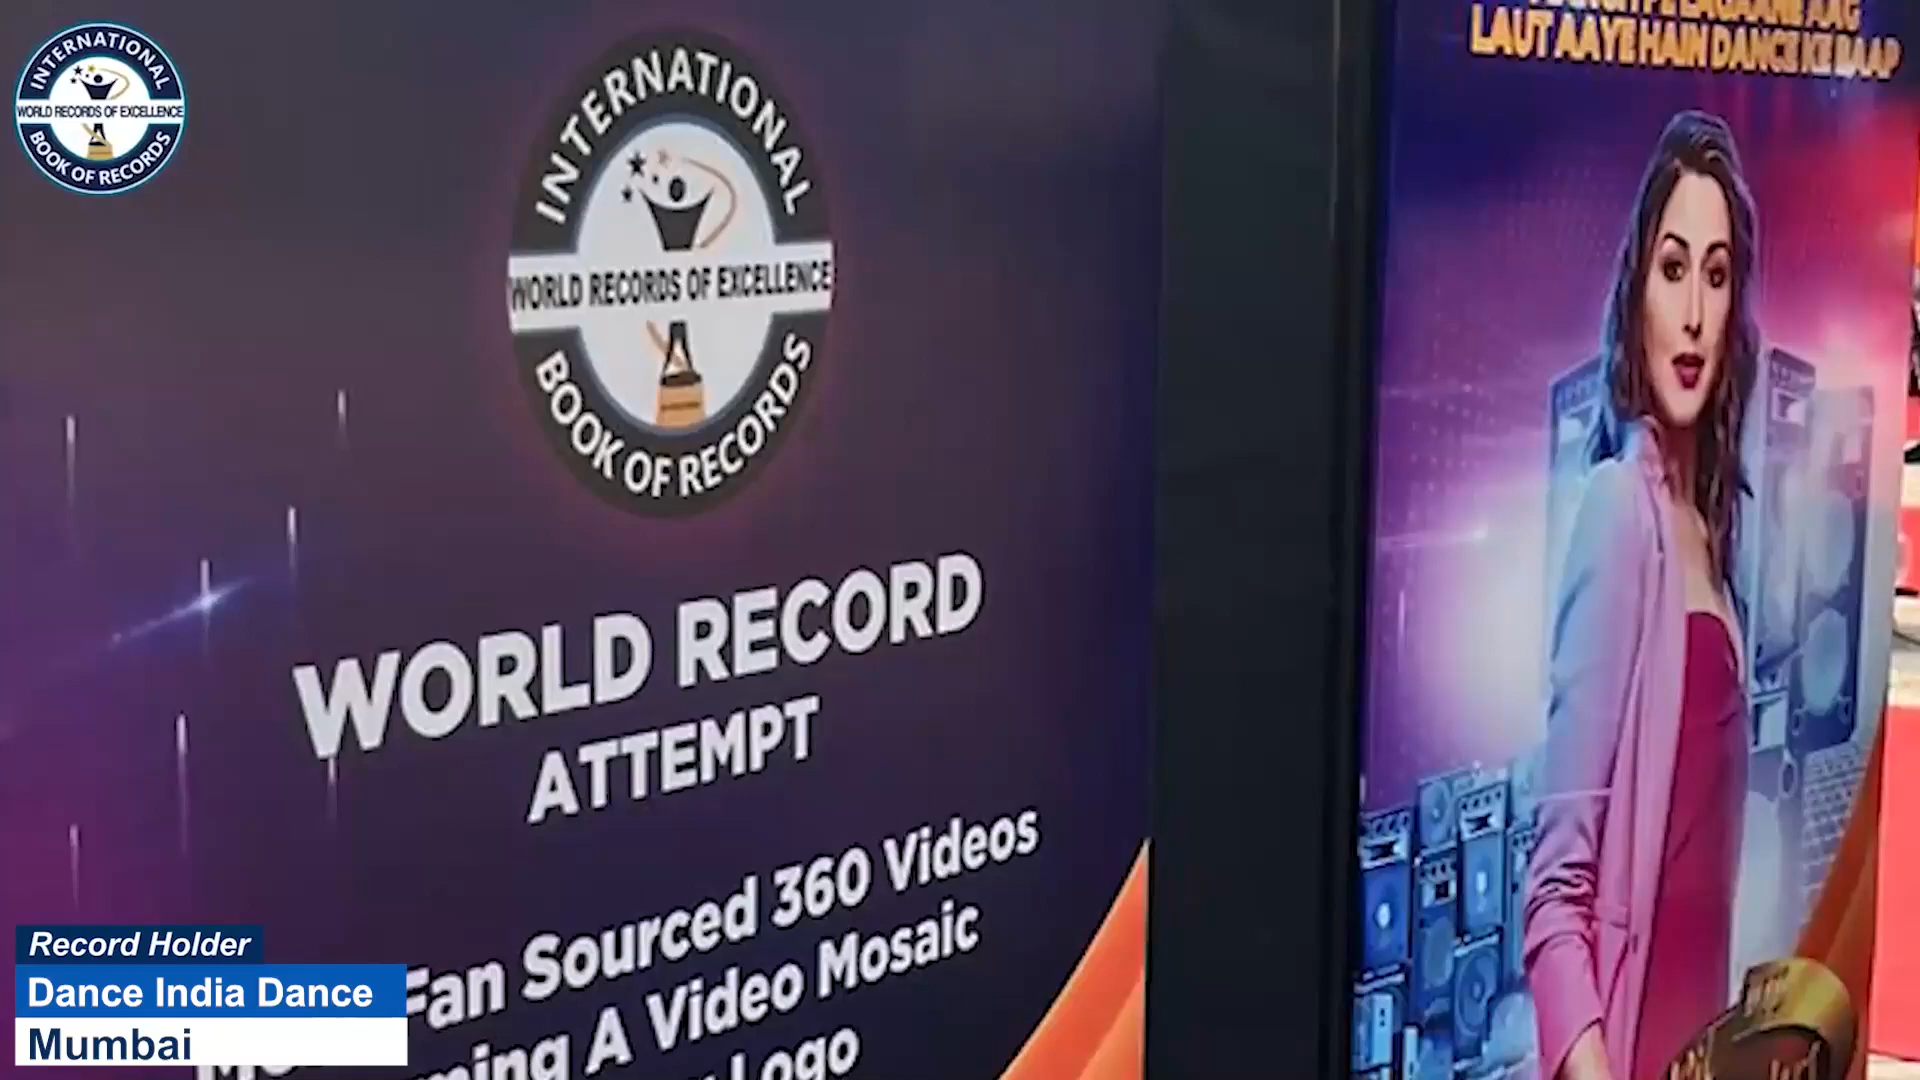 INTERNATIONAL
WORLD RECORDS OF EXCELLENCE
BOOK OF RECORDS
INTERNATIONAL
WORLD RECORDS OF EXCELLENCE
BOOK OF RECORDS
WORLD RECORD
ATTEMPT
Fan Sourced 360 Videos
A Video Mosaic
Logo
LAUT AAYE HAIN DANCE KE BAAP
Record Holder
Dance India Dance
Mumbai